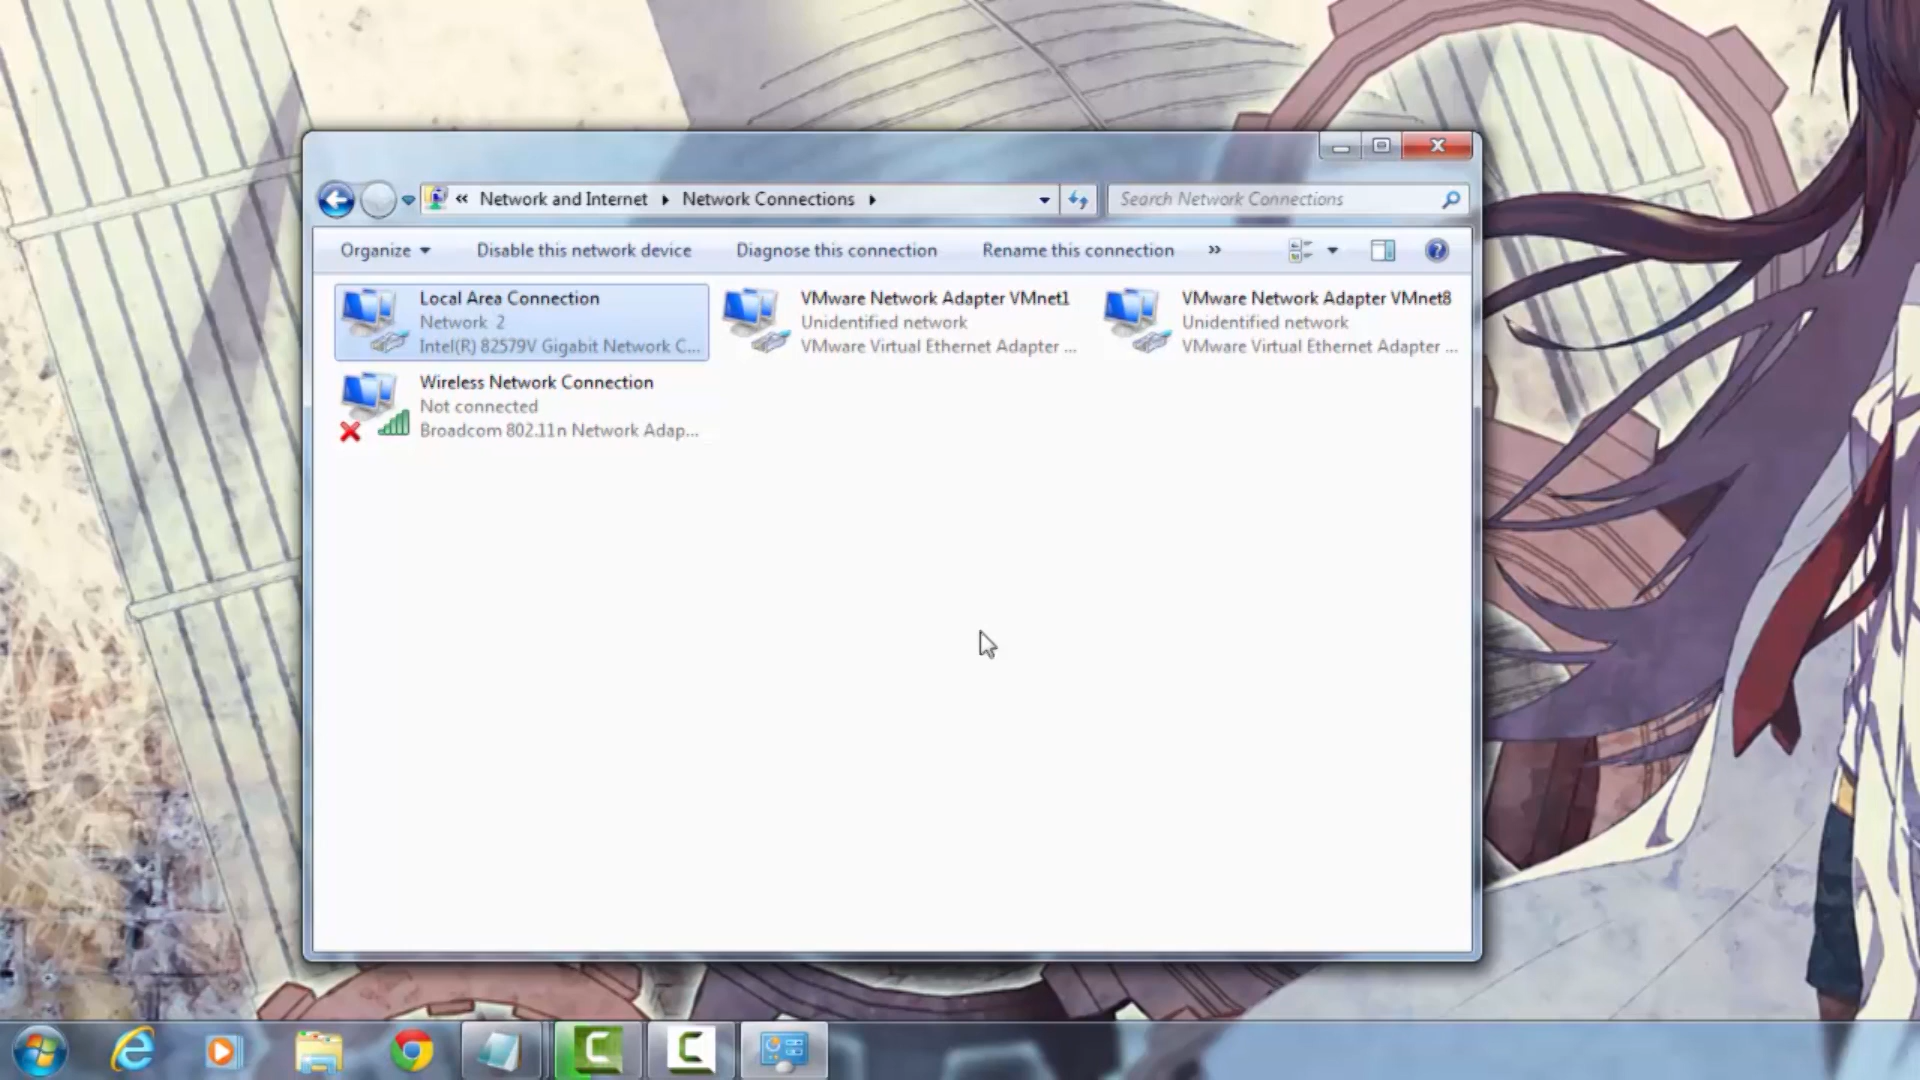 « Network and Internet ▸ Network Connections ▸
Search Network Connections
Organize Disable this network device Diagnose this connection Rename this connection »
Local Area Connection
Network 2
Intel(R) 82579V Gigabit Network C...
VMware Network Adapter VMnet1
Unidentified network
VMware Virtual Ethernet Adapter ...
VMware Network Adapter VMnet8
Unidentified network
VMware Virtual Ethernet Adapter ...
Wireless Network Connection
Not connected
Broadcom 802.11n Network Adap...